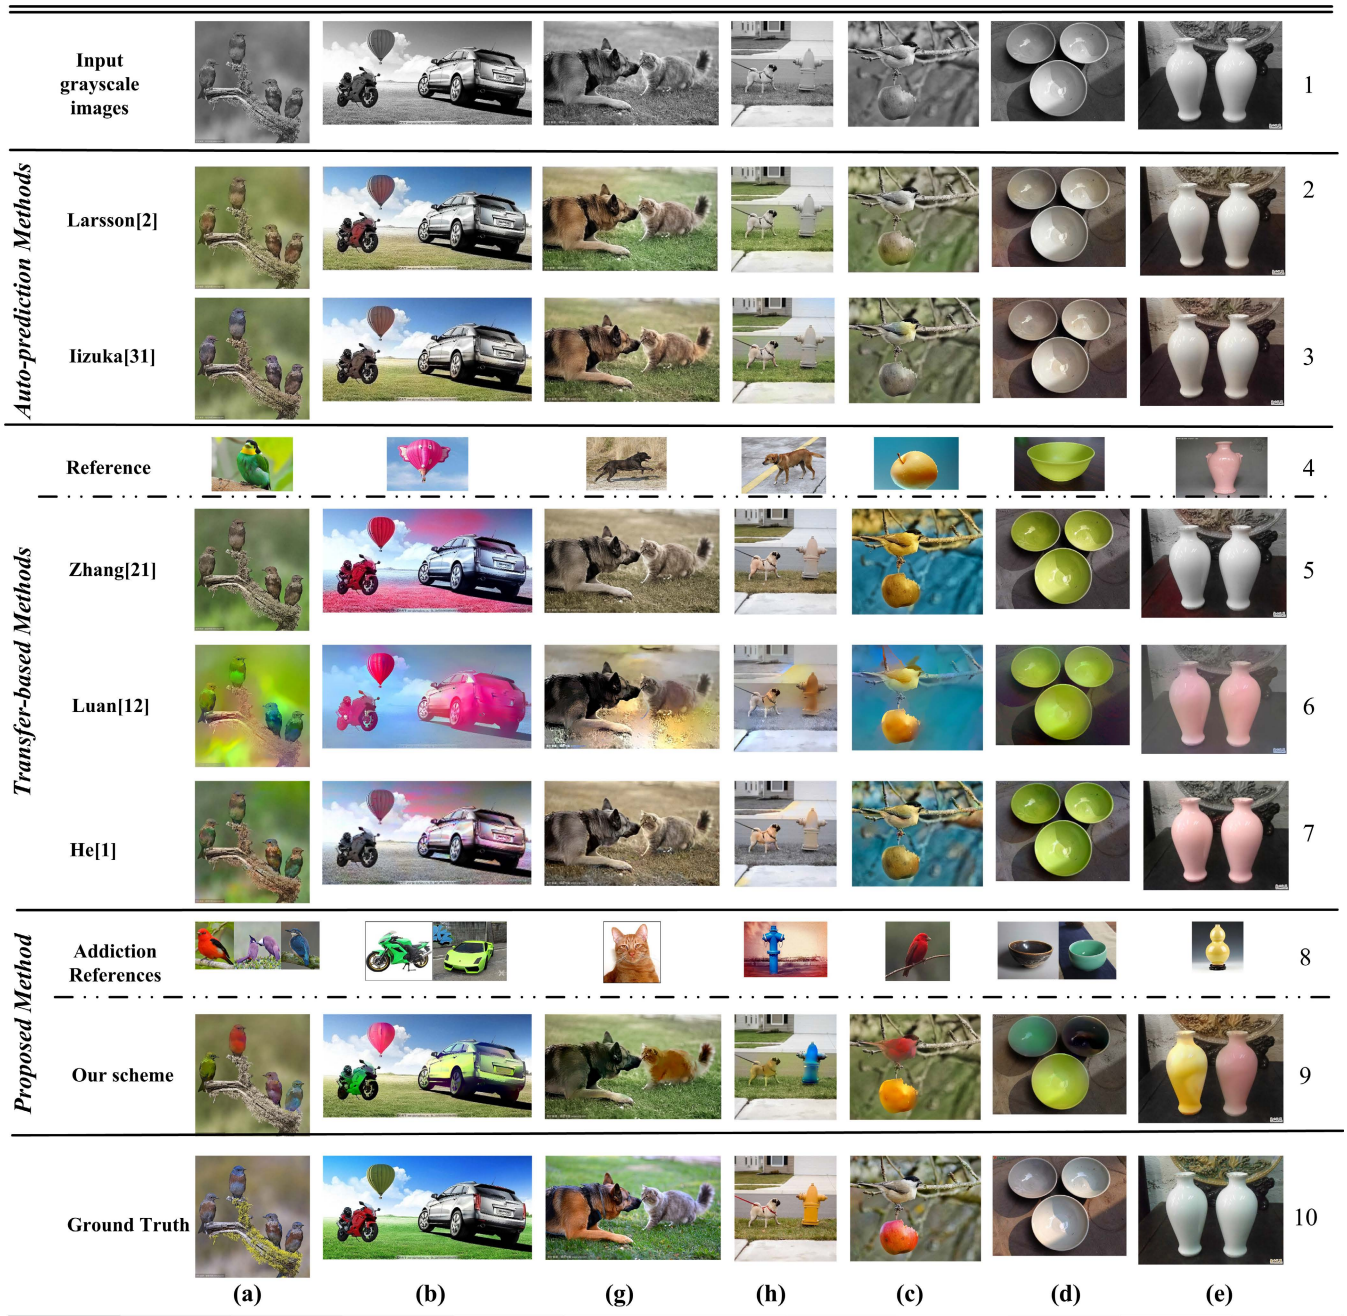 Input
grayscale
images
1
Auto-prediction Methods
Larsson[2]
2
Iizuka[31]
3
Reference
4
Transfer-based Methods
Zhang[21]
5
Luan[12]
6
He[1]
7
Proposed Method
Addiction
References
8
Our scheme
9
Ground Truth
10
(a) (b) (g) (h) (c) (d) (e)